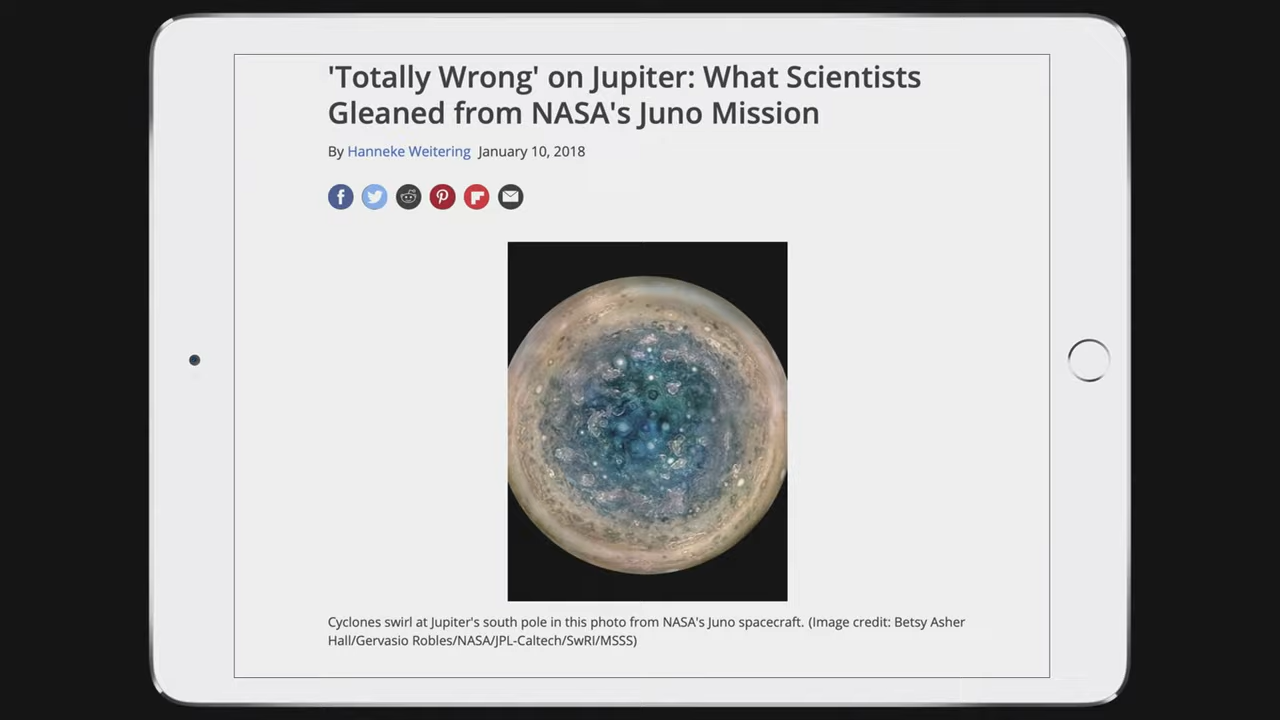 'Totally Wrong' on Jupiter: What Scientists
Gleaned from NASA's Juno Mission
By Hanneke Weitering January 10, 2018
Cyclones swirl at Jupiter's south pole in this photo from NASA's Juno spacecraft. (Image credit: Betsy Asher
Hall/Gervasio Robles/NASA/JPL-Caltech/SwRI/MSSS)